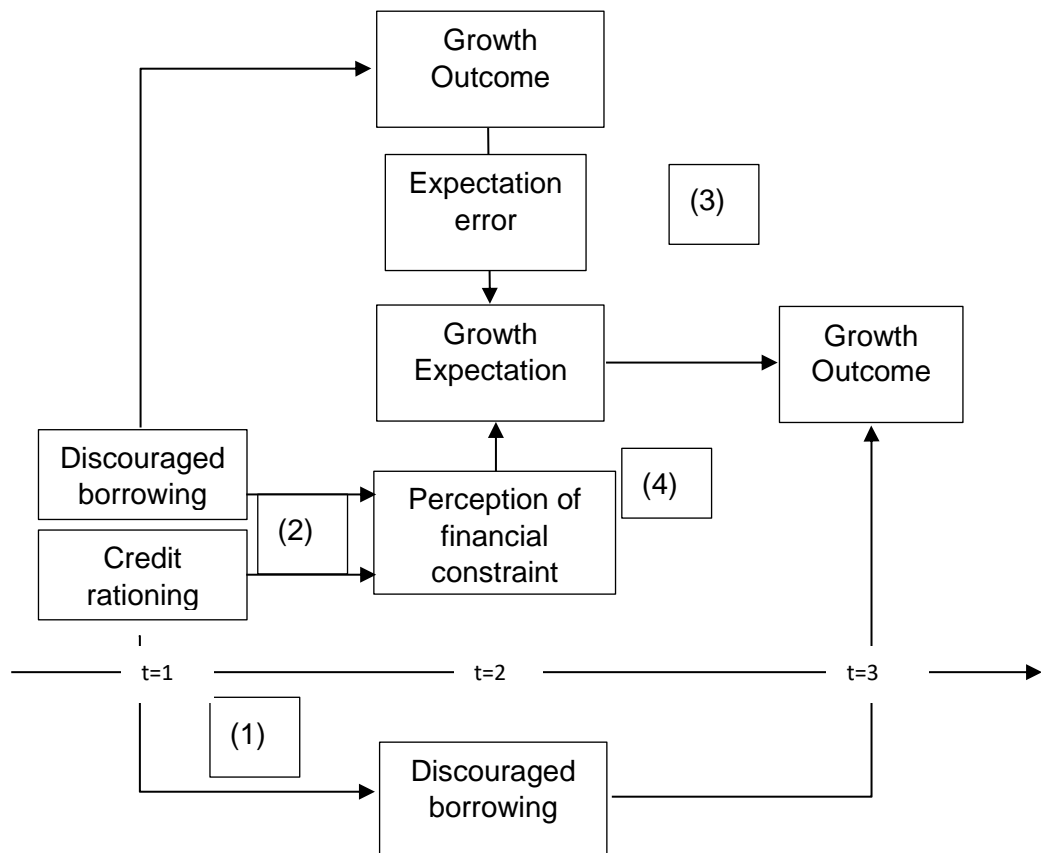 Growth
Outcome
Expectation
error
(3)
Growth
Expectation
Growth
Outcome
Discouraged
borrowing
(2)
Perception of
financial
constraint
(4)
Credit
rationing
t=1
t=2
t=3
(1)
Discouraged
borrowing